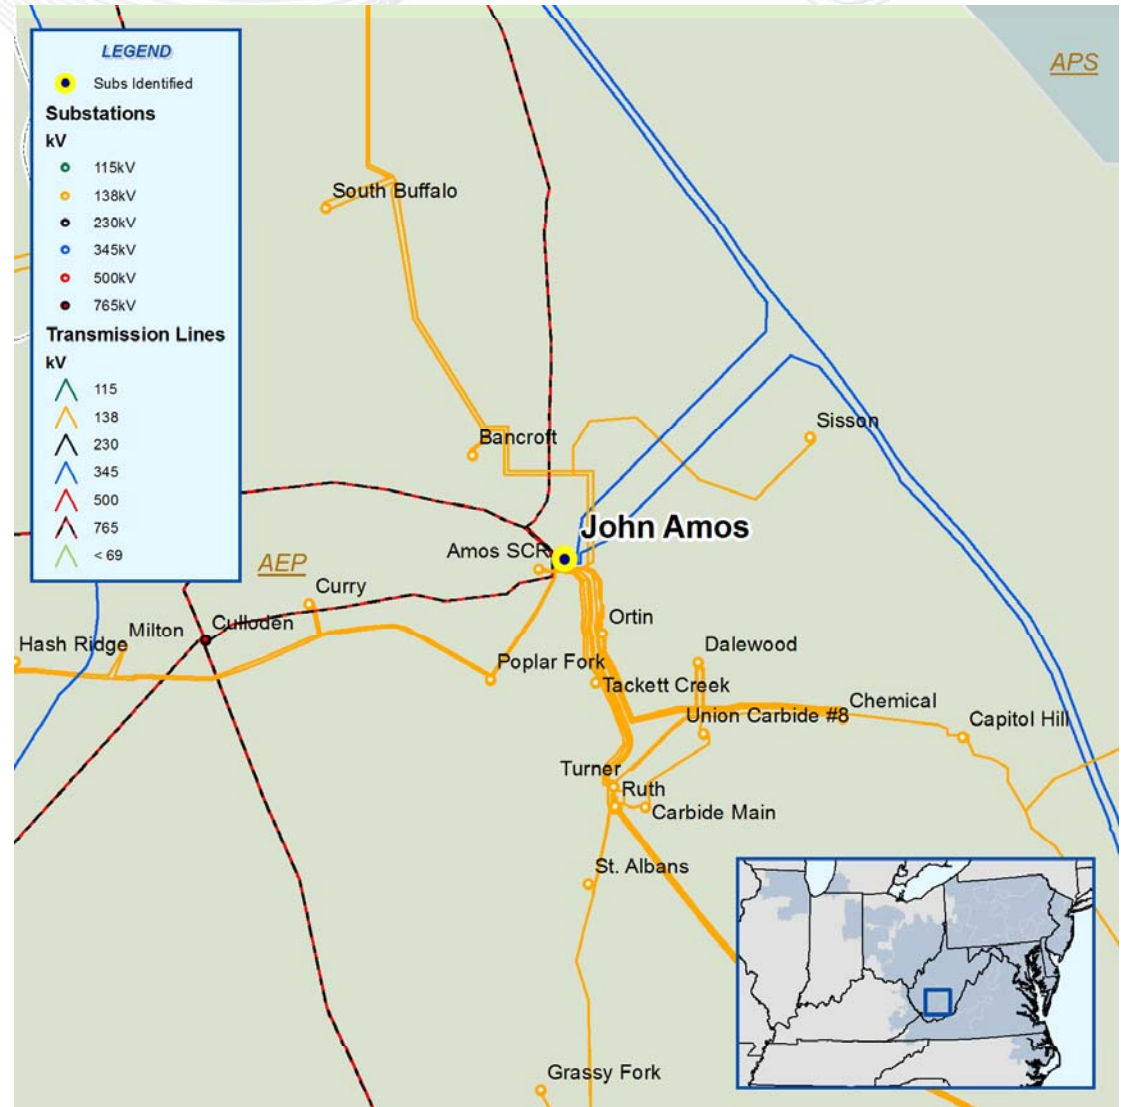 LEGEND
Subs Identified
Substations
kV
115kV
138kV
230kV
345kV
500kV
765kV
Transmission Lines
kV
115
138
230
345
500
765
< 69
APS
South Buffalo
Sisson
Bancroft
John Amos
Amos SCR
AEP
Curry
Ortin
Culloden
Milton
Hash Ridge
Dalewood
Poplar Fork
Tackett Creek
Chemical
Union Carbide #8
Capitol Hill
Turner
Ruth
Carbide Main
St. Albans
Grassy Fork